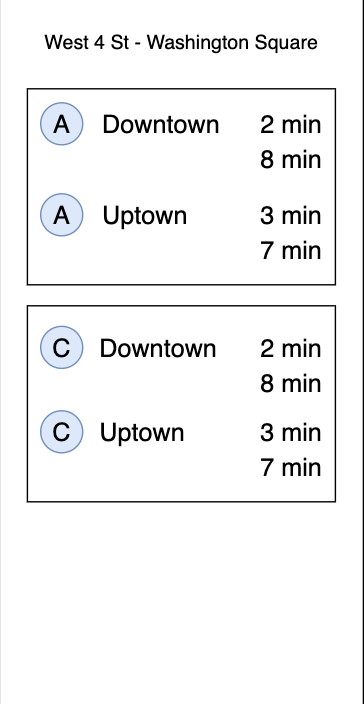 West 4 St - Washington Square
A Downtown 2 min
8 min
A Uptown 3 min
7 min
C Downtown 2 min
8 min
C Uptown 3 min
7 min